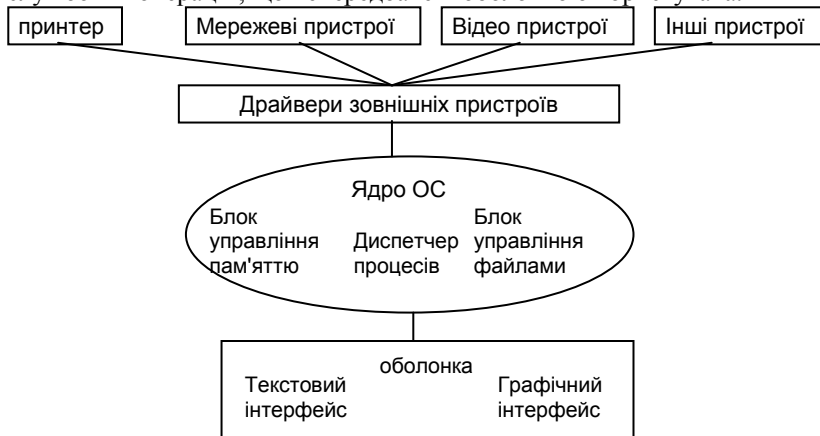 принтер
Мережеві пристрої
Відео пристрої
Інші пристрої
Драйвери зовнішніх пристроїв
Ядро ОС
Блок
управління
пам'яттю
Диспетчер
процесів
Блок
управління
файлами
оболонка
Текстовий
інтерфейс
Графічний
інтерфейс